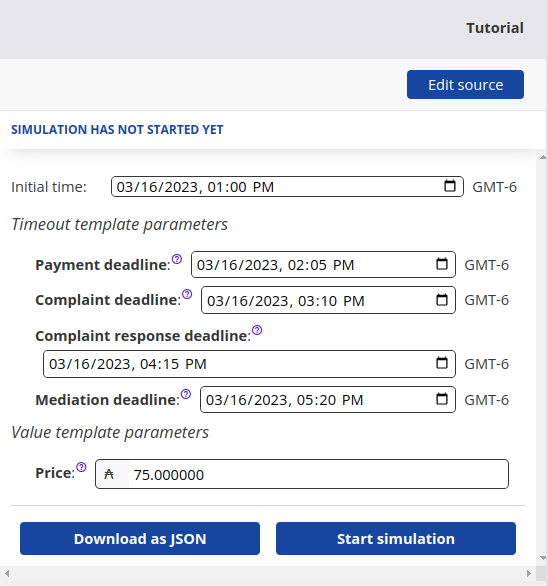 Tutorial
Edit source
SIMULATION HAS NOT STARTED YET
Initial time: 03/16/2023, 01:00 PM GMT-6
Timeout template parameters
Payment deadline: 03/16/2023, 02:05 PM GMT-6
Complaint deadline: 03/16/2023, 03:10 PM GMT-6
Complaint response deadline:
03/16/2023, 04:15 PM GMT-6
Mediation deadline: 03/16/2023, 05:20 PM GMT-6
Value template parameters
Price: ₳ 75.000000
Download as JSON Start simulation